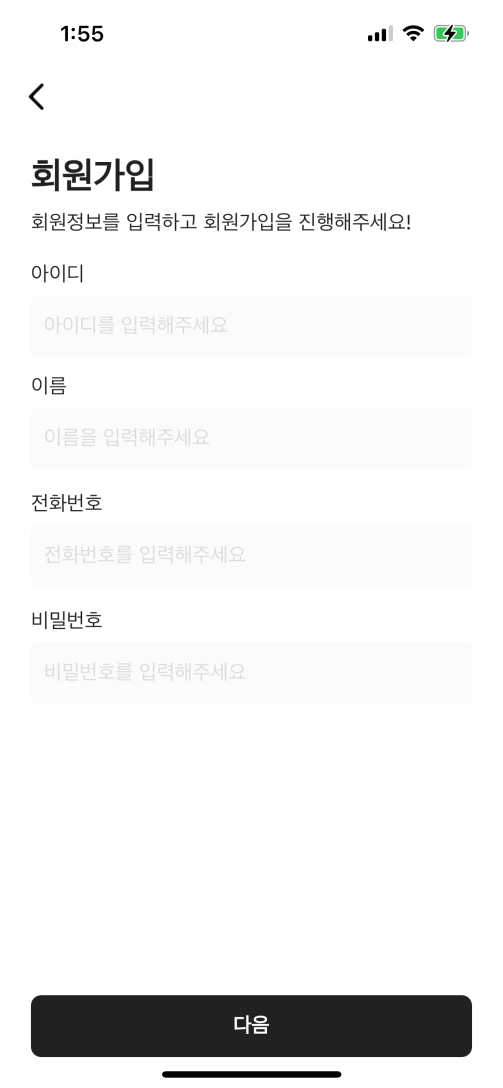 1:55
회원가입
회원정보를 입력하고 회원가입을 진행해주세요!
아이디
아이디를 입력해주세요
이름
이름을 입력해주세요
전화번호
전화번호를 입력해주세요
비밀번호
비밀번호를 입력해주세요
다음